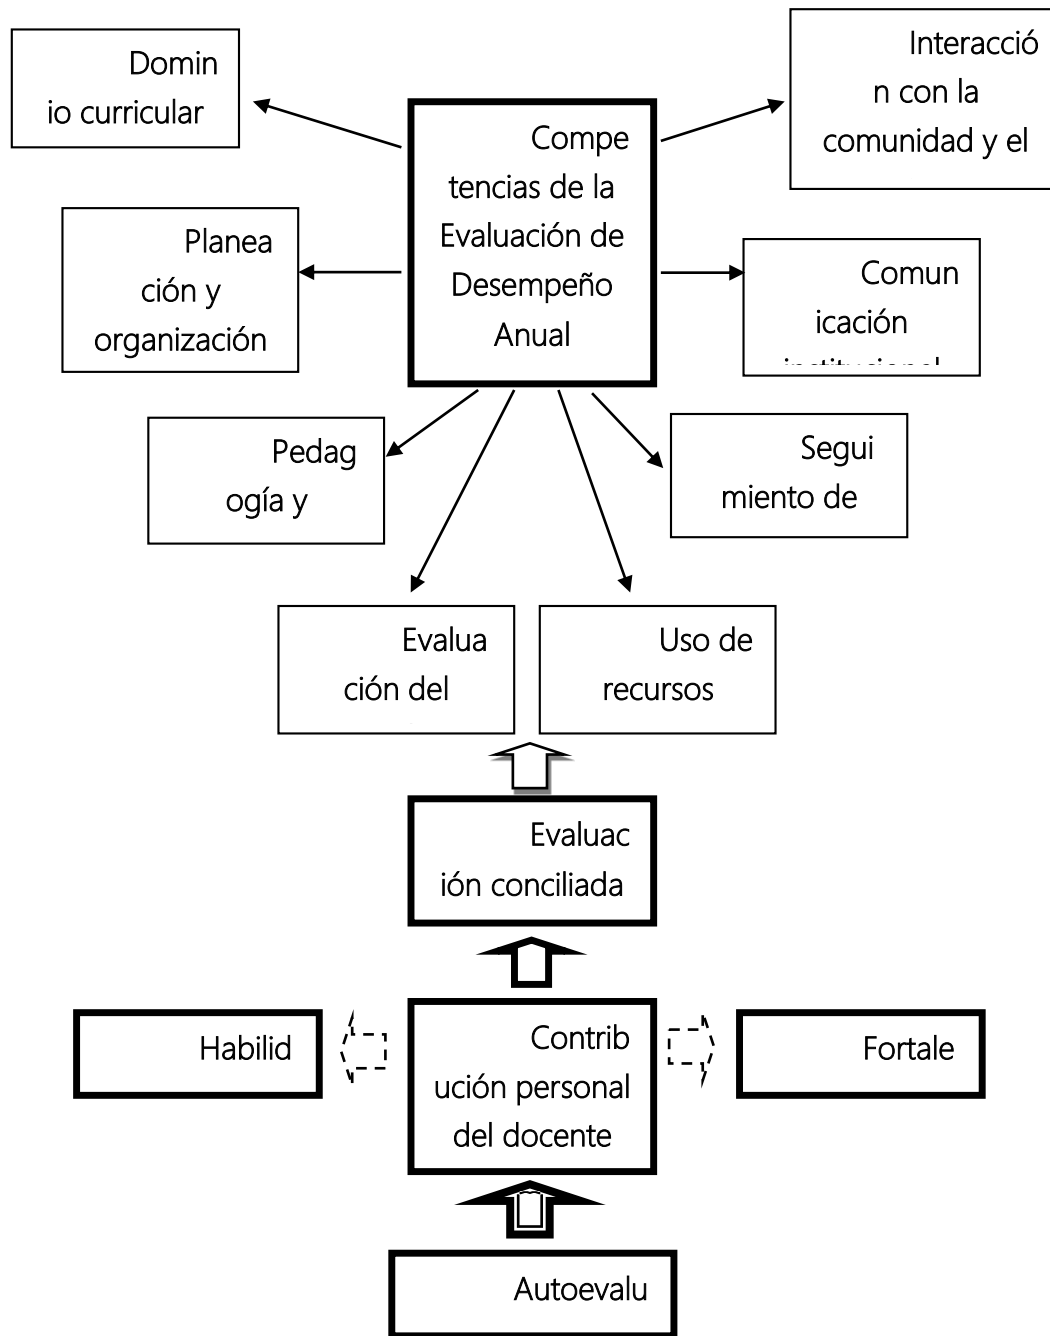 Domin
io curricular
Interacció
n con la
comunidad y el
Compe
tencias de la
Evaluación de
Desempeño
Anual
Planea
ción y
organización
Comun
icación
institucional
Pedag
ogía y
Segui
miento de
Evalua
ción del
Uso de
recursos
Evaluac
ión conciliada
Habilid
Contrib
ución personal
del docente
Fortale
Autoevalu